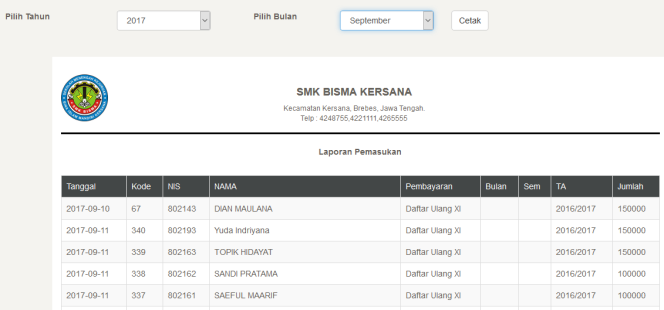 Pilih Tahun 2017 Pilih Bulan September Cetak
SMK BISMA KERSANA
Kecamatan Kersana, Brebes, Jawa Tengah.
Telp : 4248755,4221111,4265555
Laporan Pemasukan
Tanggal Kode NIS NAMA Pembayaran Bulan Sem TA Jumlah
2017-09-10 67 802143 DIAN MAULANA Daftar Ulang XI 2016/2017 150000
2017-09-11 340 802193 Yuda Indriyana Daftar Ulang XI 2016/2017 150000
2017-09-11 339 802163 TOPIK HIDAYAT Daftar Ulang XI 2016/2017 150000
2017-09-11 338 802162 SANDI PRATAMA Daftar Ulang XI 2016/2017 100000
2017-09-11 337 802161 SAEFUL MAARIF Daftar Ulang XI 2016/2017 100000